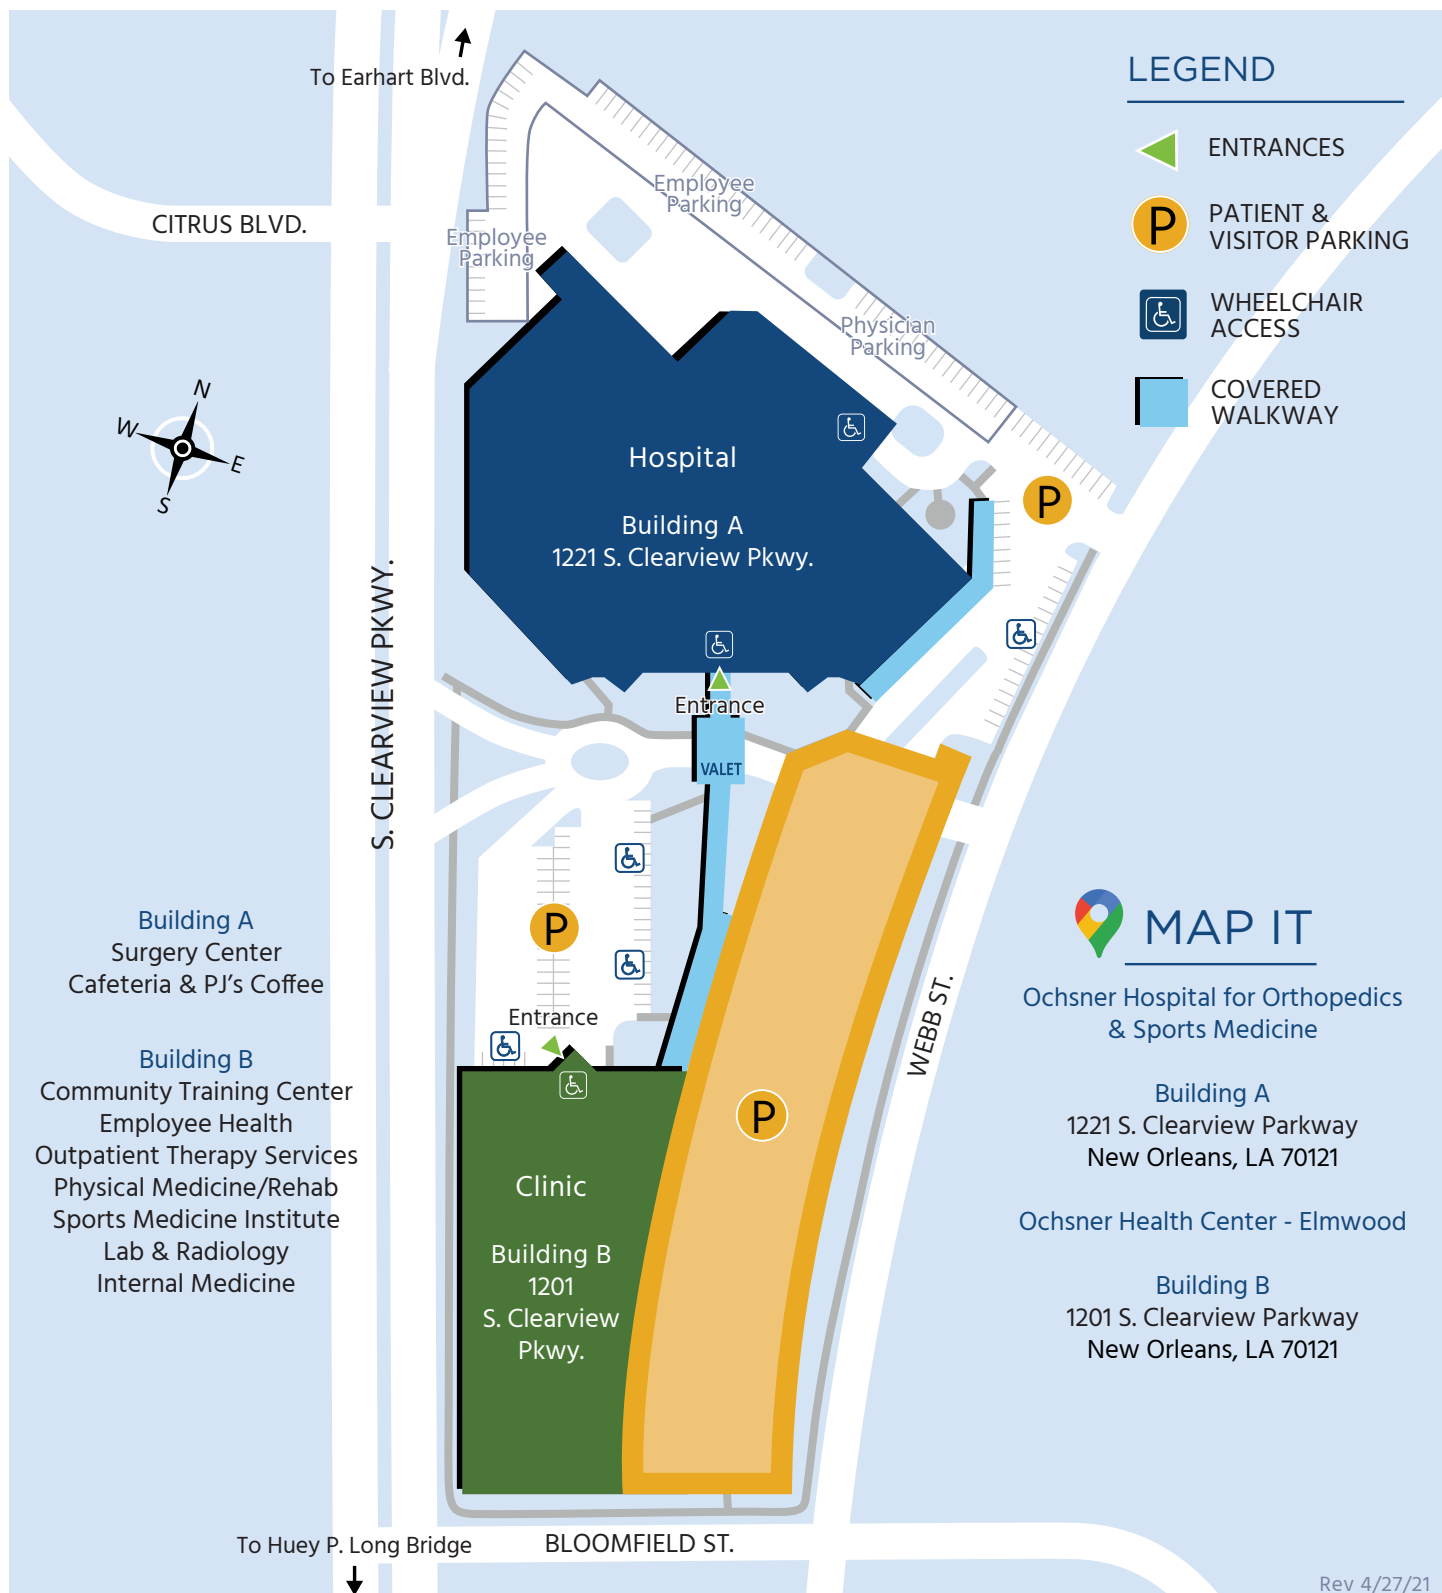 To Earhart Blvd.
CITRUS BLVD.
Employee
Parking
Employee
Parking
Physician
Parking
LEGEND
ENTRANCES
P
PATIENT &
VISITOR PARKING
WHEELCHAIR
ACCESS
COVERED
WALKWAY
N
W
E
S
Hospital
Building A
1221 S. Clearview Pkwy.
P
Entrance
VALET
S. CLEARVIEW PKWY.
P
Entrance
Building A
Surgery Center
Cafeteria & PJ's Coffee
Building B
Community Training Center
Employee Health
Outpatient Therapy Services
Physical Medicine/Rehab
Sports Medicine Institute
Lab & Radiology
Internal Medicine
Clinic
Building B
1201
S. Clearview
Pkwy.
P
WEBB ST.
MAP IT
Ochsner Hospital for Orthopedics
& Sports Medicine
Building A
1221 S. Clearview Parkway
New Orleans, LA 70121
Ochsner Health Center - Elmwood
Building B
1201 S. Clearview Parkway
New Orleans, LA 70121
To Huey P. Long Bridge
BLOOMFIELD ST.
Rev 4/27/21